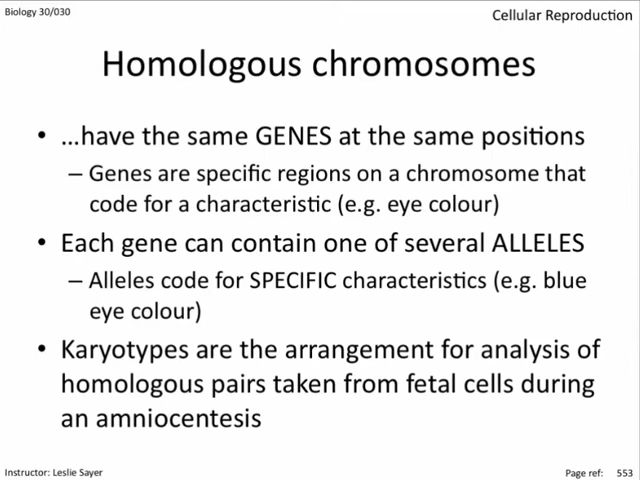 Biology 30/030
Cellular Reproduction
Homologous chromosomes
• …have the same GENES at the same positions
– Genes are specific regions on a chromosome that
code for a characteristic (e.g. eye colour)
• Each gene can contain one of several ALLELES
– Alleles code for SPECIFIC characteristics (e.g. blue
eye colour)
• Karyotypes are the arrangement for analysis of
homologous pairs taken from fetal cells during
an amniocentesis
Instructor: Leslie Sayer
Page ref: 553